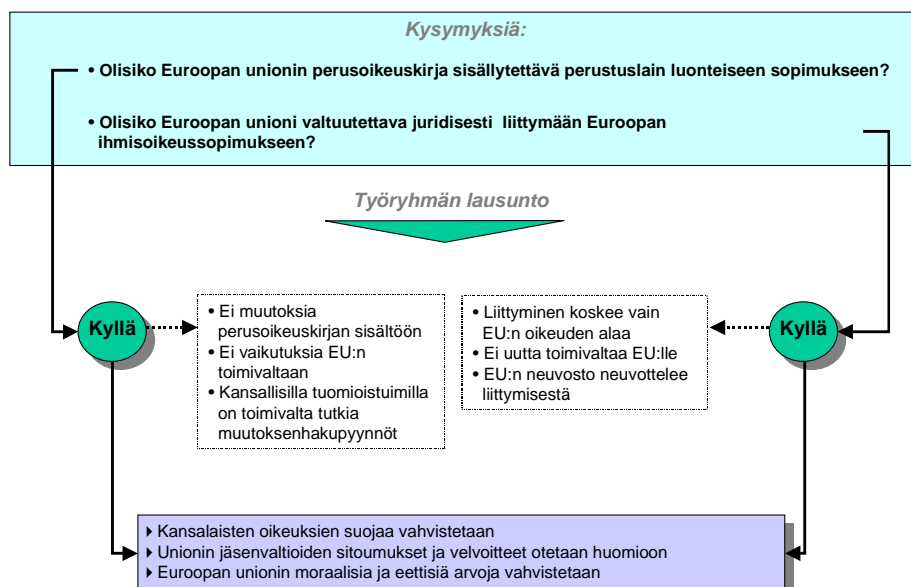 Kysymyksiä:
• Olisiko Euroopan unionin perusoikeuskirja sisällytettävä perustuslain luonteiseen sopimukseen?
• Olisiko Euroopan unioni valtuutettava juridisesti liittymään Euroopan
ihmisoikeussopimukseen?
Työryhmän lausunto
Kyllä
• Ei muutoksia
perusoikeuskirjan sisältöön
• Ei vaikutuksia EU:n
toimivaltaan
• Kansallisilla tuomioistuimilla
on toimivalta tutkia
muutoksenhakupyynnöt
• Liittyminen koskee vain
EU:n oikeuden alaa
• Ei uutta toimivaltaa EU:lle
• EU:n neuvosto neuvottelee
liittymisestä
Kyllä
Kansalaisten oikeuksien suojaa vahvistetaan
Unionin jäsenvaltioiden sitoumukset ja velvoitteet otetaan huomioon
Euroopan unionin moraalisia ja eettisiä arvoja vahvistetaan